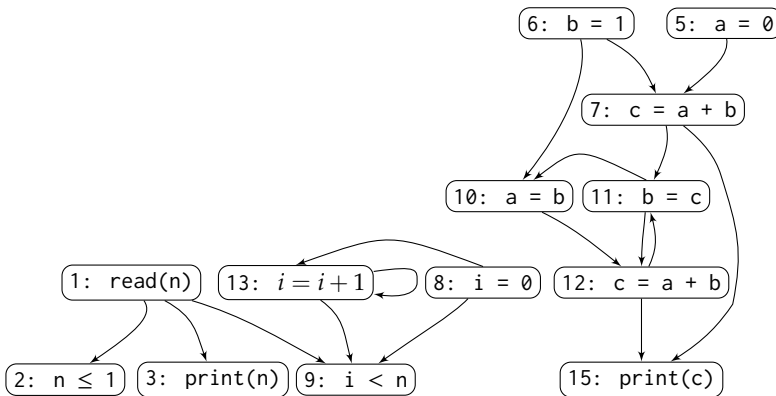 6: b = 1
5: a = 0
7: c = a + b
10: a = b
11: b = c
1: read(n)
13: i = i + 1
8: i = 0
12: c = a + b
2: n ≤ 1
3: print(n)
9: i < n
15: print(c)